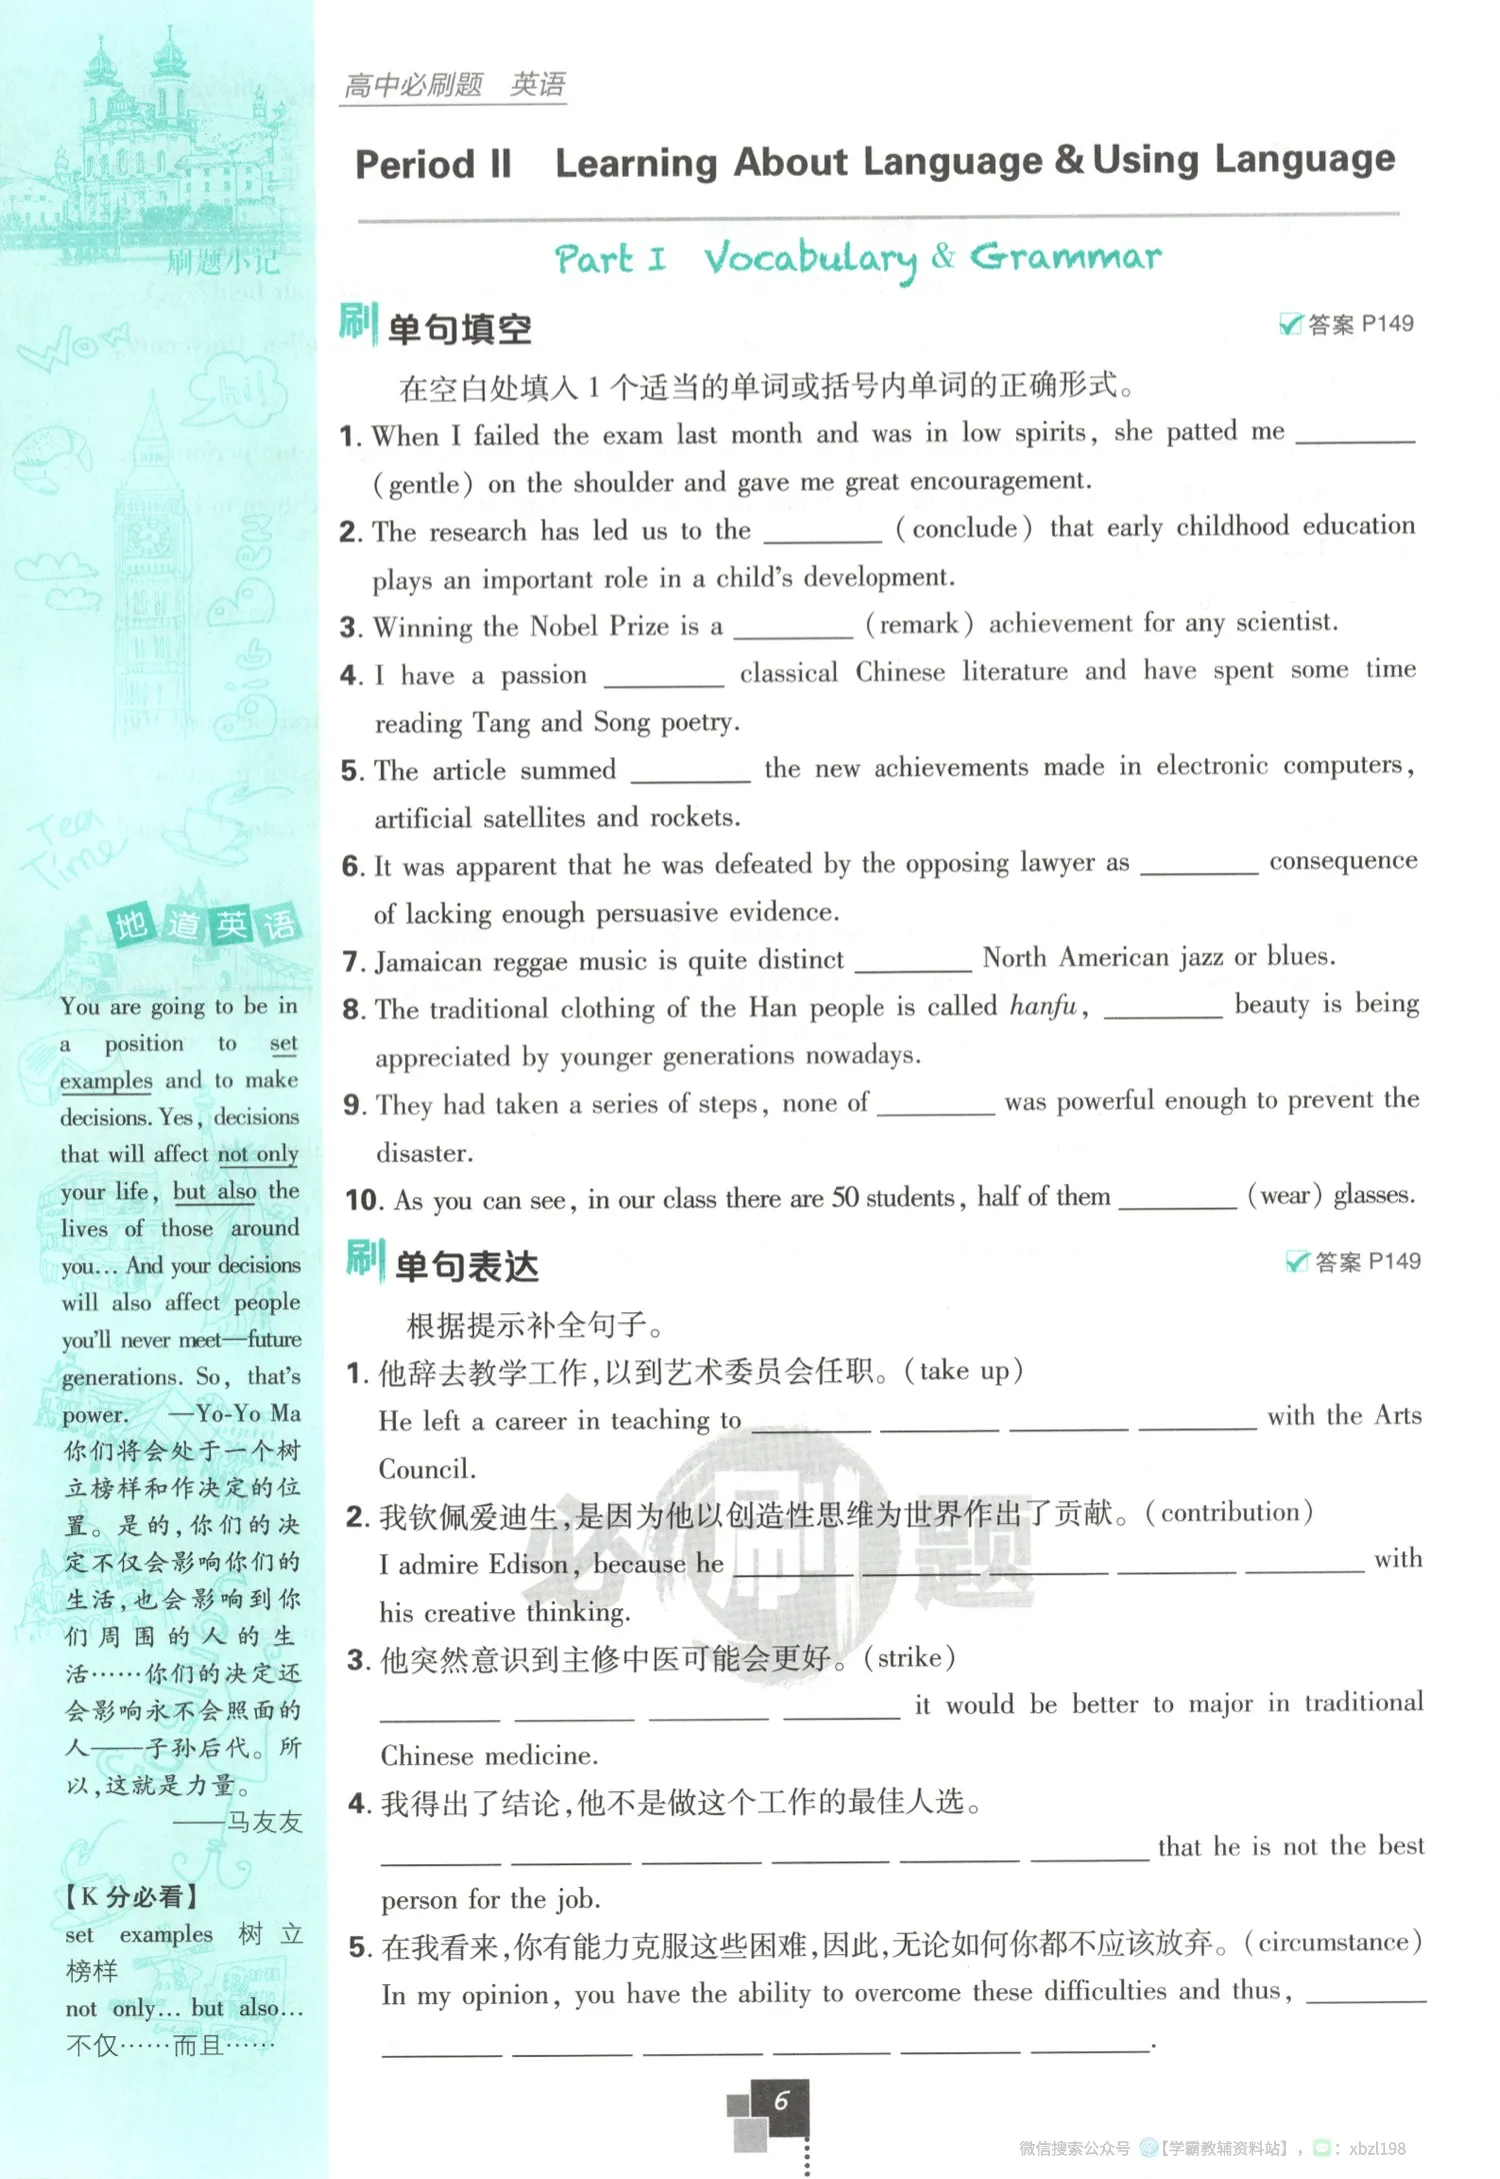 高中必刷题 英语
Period II Learning About Language & Using Language
Part I Vocabulary & Grammar
刷 单句填空
答案 P149
在空白处填入 1 个适当的单词或括号内单词的正确形式。
1. When I failed the exam last month and was in low spirits, she patted me ________
(gentle) on the shoulder and gave me great encouragement.
2. The research has led us to the ________ (conclude) that early childhood education
plays an important role in a child's development.
3. Winning the Nobel Prize is a ________ (remark) achievement for any scientist.
4. I have a passion ________ classical Chinese literature and have spent some time
reading Tang and Song poetry.
5. The article summed ________ the new achievements made in electronic computers,
artificial satellites and rockets.
6. It was apparent that he was defeated by the opposing lawyer as ________ consequence
of lacking enough persuasive evidence.
7. Jamaican reggae music is quite distinct ________ North American jazz or blues.
8. The traditional clothing of the Han people is called hanfu, ________ beauty is being
appreciated by younger generations nowadays.
9. They had taken a series of steps, none of ________ was powerful enough to prevent the
disaster.
10. As you can see, in our class there are 50 students, half of them ________ (wear) glasses.
刷 单句表达
答案 P149
根据提示补全句子。
1. 他辞去教学工作,以到艺术委员会任职。(take up)
He left a career in teaching to ________ ________ ________ ________ with the Arts
Council.
2. 我钦佩爱迪生,是因为他以创造性思维为世界作出了贡献。(contribution)
I admire Edison, because he ________ ________ ________ ________ ________ with
his creative thinking.
3. 他突然意识到主修中医可能会更好。(strike)
________ ________ ________ ________ it would be better to major in traditional
Chinese medicine.
4. 我得出了结论,他不是做这个工作的最佳人选。
________ ________ ________ ________ ________ ________ that he is not the best
person for the job.
5. 在我看来,你有能力克服这些困难,因此,无论如何你都不应该放弃。(circumstance)
In my opinion, you have the ability to overcome these difficulties and thus, ________
________ ________ ________ ________ ________ ________.
必刷题
刷题小记
Wow
hi!
Big Ben
Tea
Time
地道英语
You are going to be in
a position to set
examples and to make
decisions. Yes, decisions
that will affect not only
your life, but also the
lives of those around
you... And your decisions
will also affect people
you'll never meet—future
generations. So, that's
power. —Yo-Yo Ma
你们将会处于一个树
立榜样和作决定的位
置。是的,你们的决
定不仅会影响你们的
生活,也会影响到你
们周围的人的生
活……你们的决定还
会影响永不会照面的
人——子孙后代。所
以,这就是力量。
——马友友
【K 分必看】
set examples 树立
榜样
not only... but also...
不仅……而且……
6
微信搜索公众号 【学霸教辅资料站】, : xbzl198